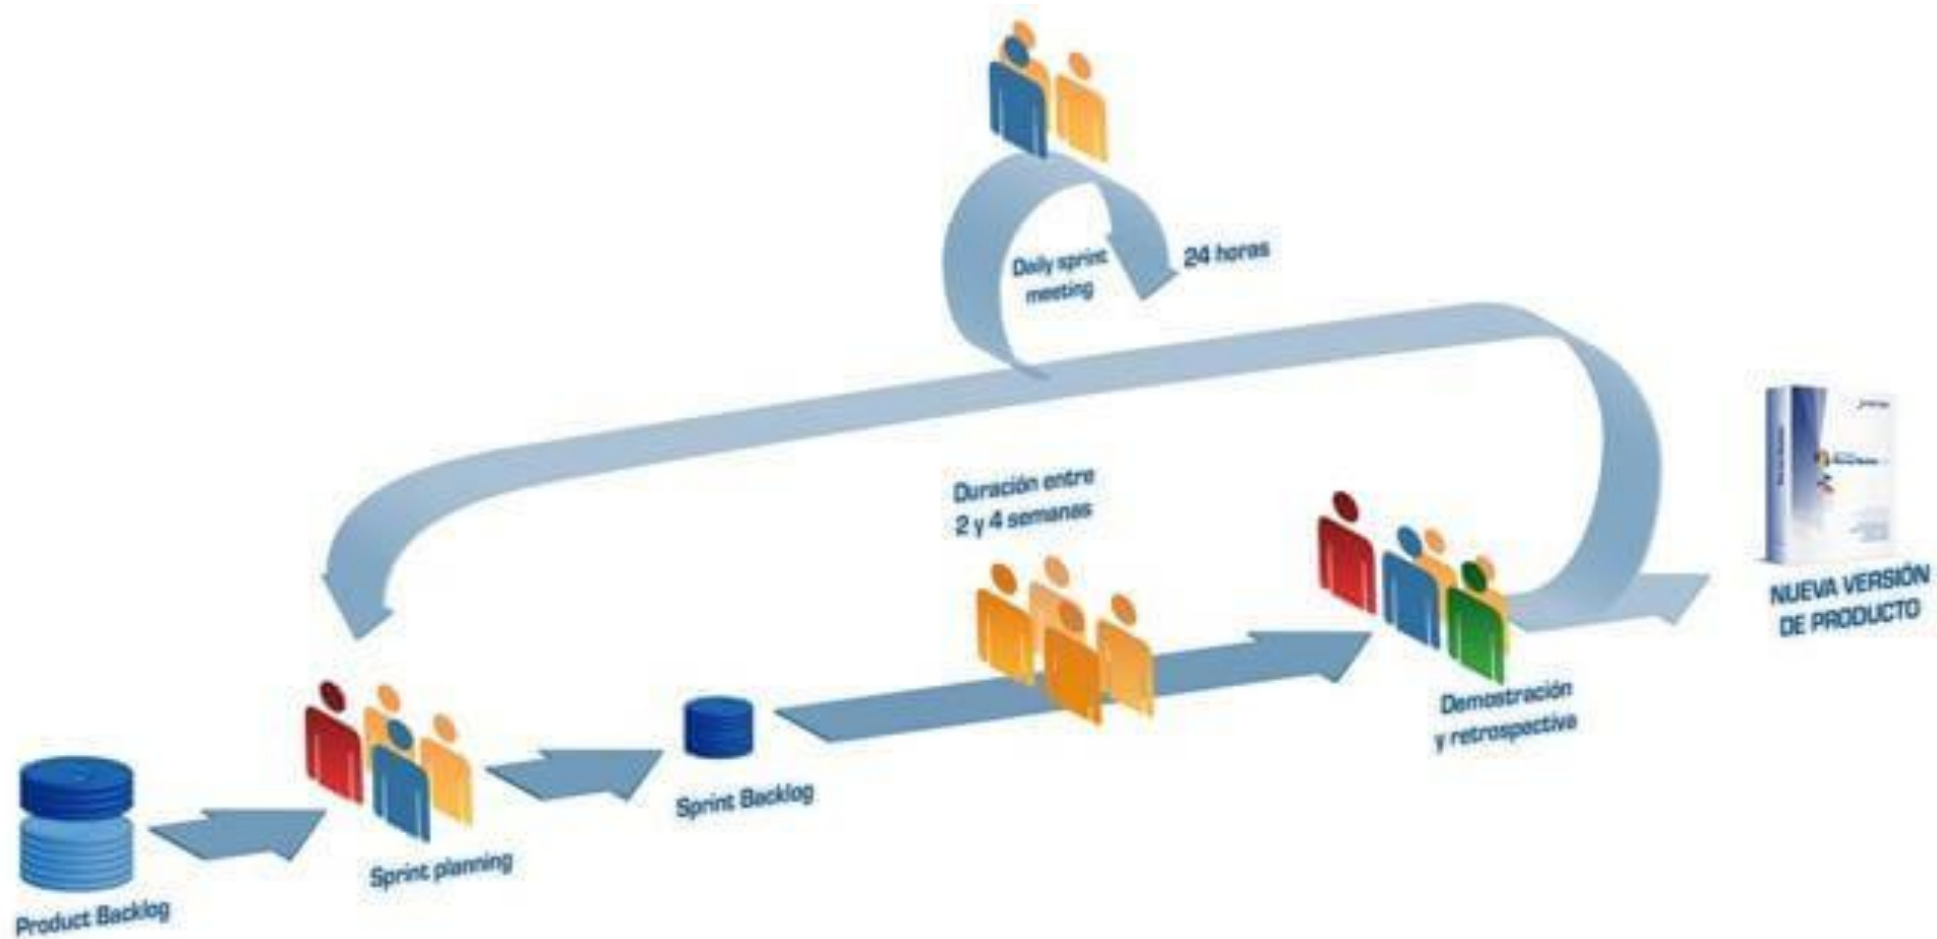 Daily sprint
meeting
24 horas
Duración entre
2 y 4 semanas
NUEVA VERSIÓN
DE PRODUCTO
Demostración
y retrospectiva
Sprint Backlog
Sprint planning
Product Backlog